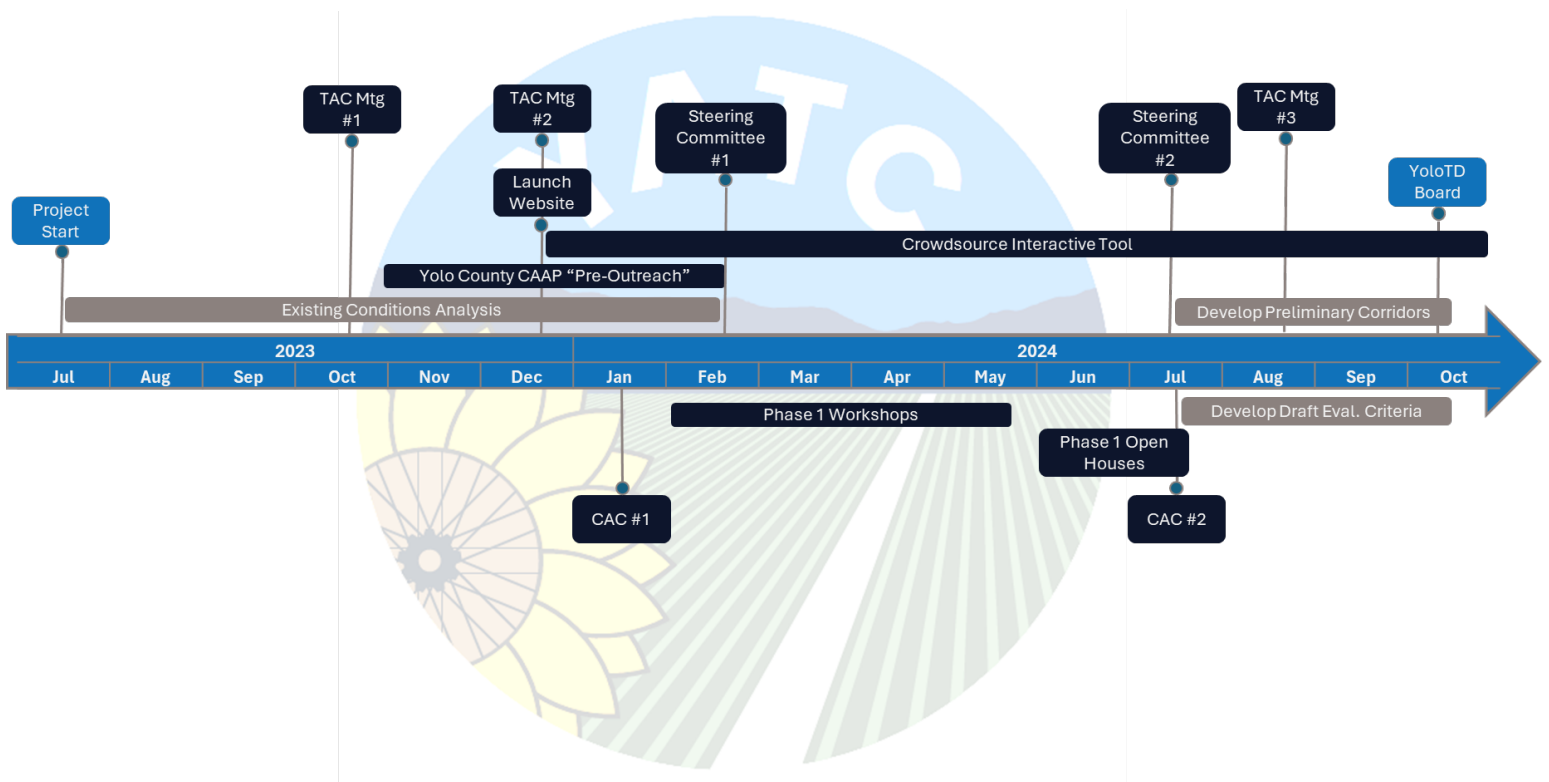 TAC Mtg
#1
TAC Mtg
#2
Steering
Committee
#1
Steering
Committee
#2
TAC Mtg
#3
YoloTD
Board
Launch
Website
Project
Start
Crowdsource Interactive Tool
Yolo County CAAP “Pre-Outreach”
Existing Conditions Analysis
Develop Preliminary Corridors
2023
2024
Jul
Aug
Sep
Oct
Nov
Dec
Jan
Feb
Mar
Apr
May
Jun
Jul
Aug
Sep
Oct
Phase 1 Workshops
Develop Draft Eval. Criteria
Phase 1 Open
Houses
CAC #1
CAC #2